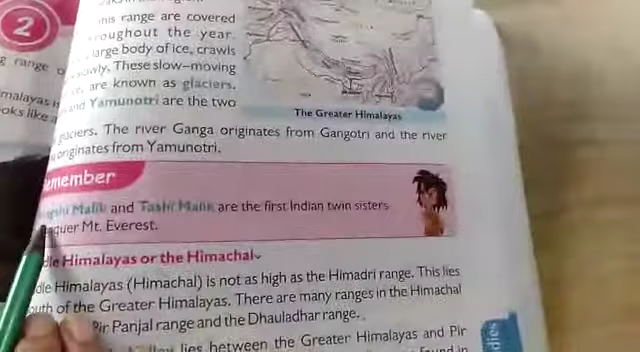 2
his range are covered
roughout the year.
large body of ice, crawls
slowly. These slow-moving
are known as glaciers.
and Yamunotri are the two
g range o
malayas i
ooks like a
The Greater Himalayas
glaciers. The river Ganga originates from Gangotri and the river
originates from Yamunotri.
member
Malik and Tashi Malik are the first Indian twin sisters
quer Mt. Everest.
dle Himalayas or the Himachal
dle Himalayas (Himachal) is not as high as the Himadri range. This lies
outh of the Greater Himalayas. There are many ranges in the Himachal
Pir Panjal range and the Dhauladhar range.
lies between the Greater Himalayas and Pir
found in
dies